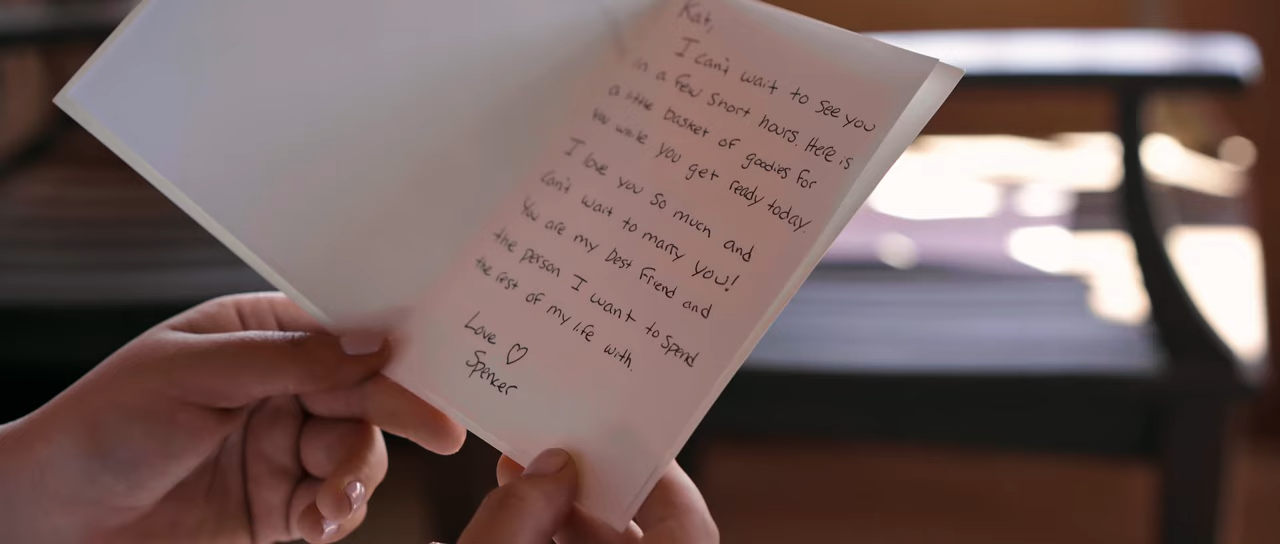 Kat,
I can't wait to see you
in a few short hours. Here is
a little basket of goodies for
you while you get ready today.
I love you so much and
can't wait to marry you!
You are my best friend and
the person I want to spend
the rest of my life with.
Love ♡
Spencer